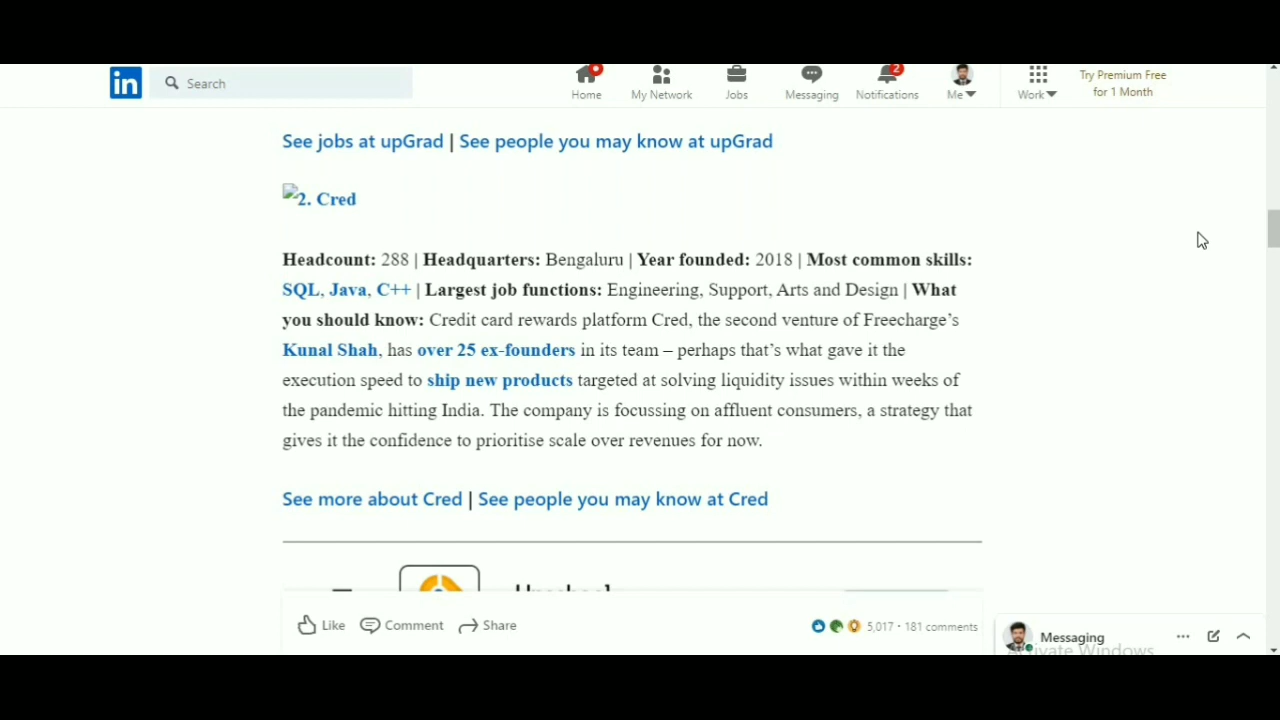 in
Search
Home
My Network
Jobs
Messaging
2
Notifications
Me
Work
Try Premium Free
for 1 Month
See jobs at upGrad | See people you may know at upGrad
2. Cred
Headcount: 288 | Headquarters: Bengaluru | Year founded: 2018 | Most common skills:
SQL, Java, C++ | Largest job functions: Engineering, Support, Arts and Design | What
you should know: Credit card rewards platform Cred, the second venture of Freecharge’s
Kunal Shah, has over 25 ex-founders in its team – perhaps that’s what gave it the
execution speed to ship new products targeted at solving liquidity issues within weeks of
the pandemic hitting India. The company is focussing on affluent consumers, a strategy that
gives it the confidence to prioritise scale over revenues for now.
See more about Cred | See people you may know at Cred
Like
Comment
Share
5,017 · 181 comments
Messaging
Activate Windows